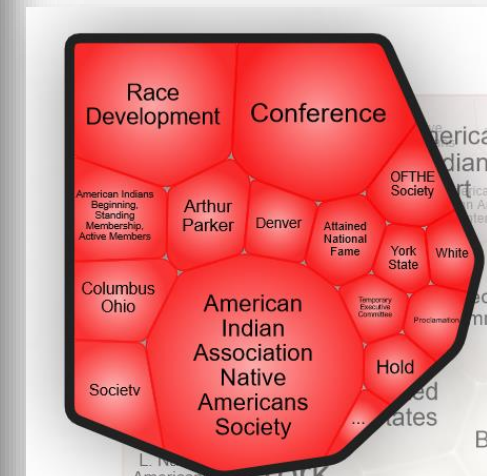 Race
Development
Conference
American Indians
Beginning,
Standing
Membership,
Active Members
Arthur
Parker
Denver
Attained
National
Fame
OFTHE
Society
York
State
White
Columbus
Ohio
American
Indian
Association
Native
Americans
Society
Temporary
Executive
Committee
Proclamation
Hold
Society
...